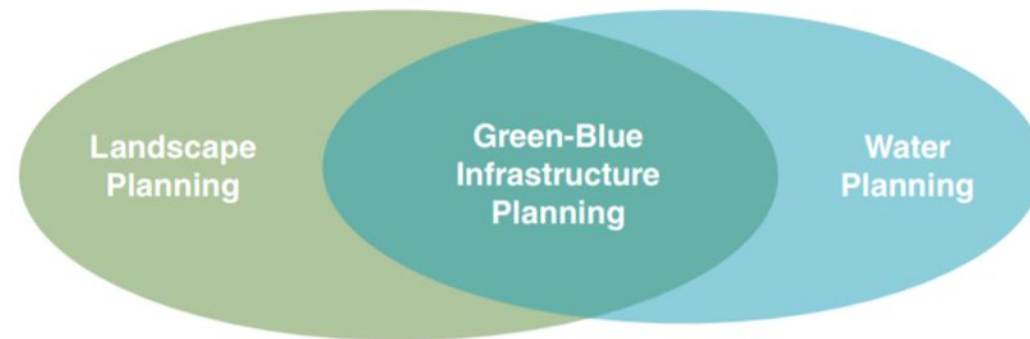 Landscape
Planning
Green-Blue
Infrastructure
Planning
Water
Planning